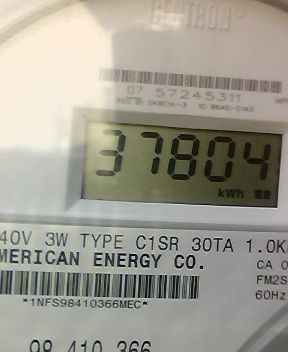 CENTRON®
07 57245311
37804
kWh
40V 3W TYPE C1SR 30TA 1.0K
MERICAN ENERGY CO.
CA 0
FM2S
60Hz
*1NFS98410366MEC*
98 410 366